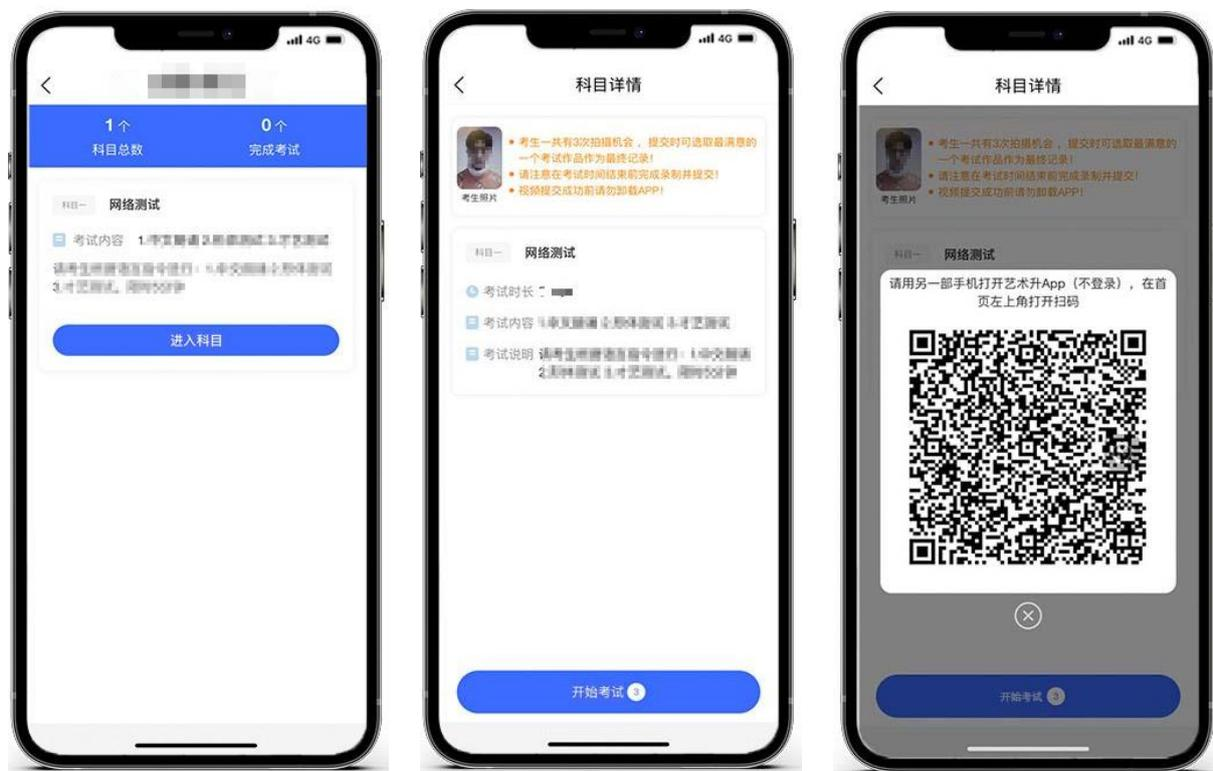 4G
1个
0个
科目总数
完成考试
科目一
网络测试
考试内容
进入科目
4G
科目详情
考生照片
• 考生一共有3次拍摄机会，提交时可选取最满意的
一个考试作品作为最终记录！
• 请注意在考试时间结束前完成录制并提交！
• 视频提交成功前请勿卸载APP！
科目一
网络测试
考试时长
考试内容
考试说明
开始考试 3
4G
科目详情
考生照片
• 考生一共有3次拍摄机会，提交时可选取最满意的
一个考试作品作为最终记录！
• 请注意在考试时间结束前完成录制并提交！
• 视频提交成功前请勿卸载APP！
科目一
网络测试
请用另一部手机打开艺术升App（不登录），在首
页左上角打开扫码
开始考试 3